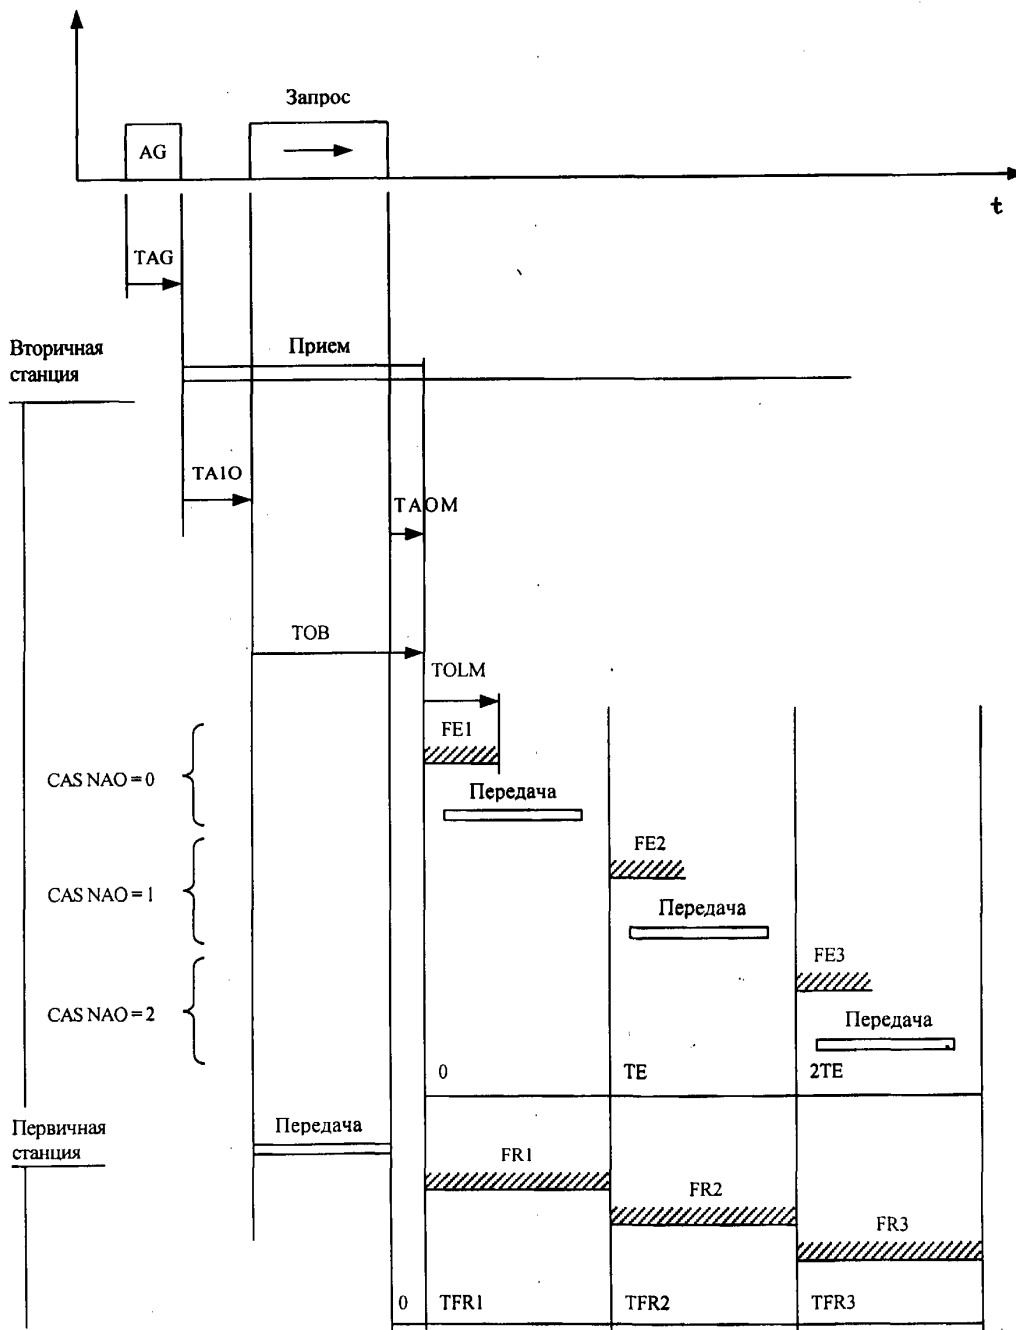 Запрос
AG
t
TAG
Вторичная
станция
Прием
TA1O
TAOM
TOB
TOLM
FE1
CAS NAO = 0
Передача
FE2
CAS NAO = 1
Передача
FE3
CAS NAO = 2
Передача
0
TE
2TE
Первичная
станция
Передача
FR1
FR2
FR3
0
TFR1
TFR2
TFR3